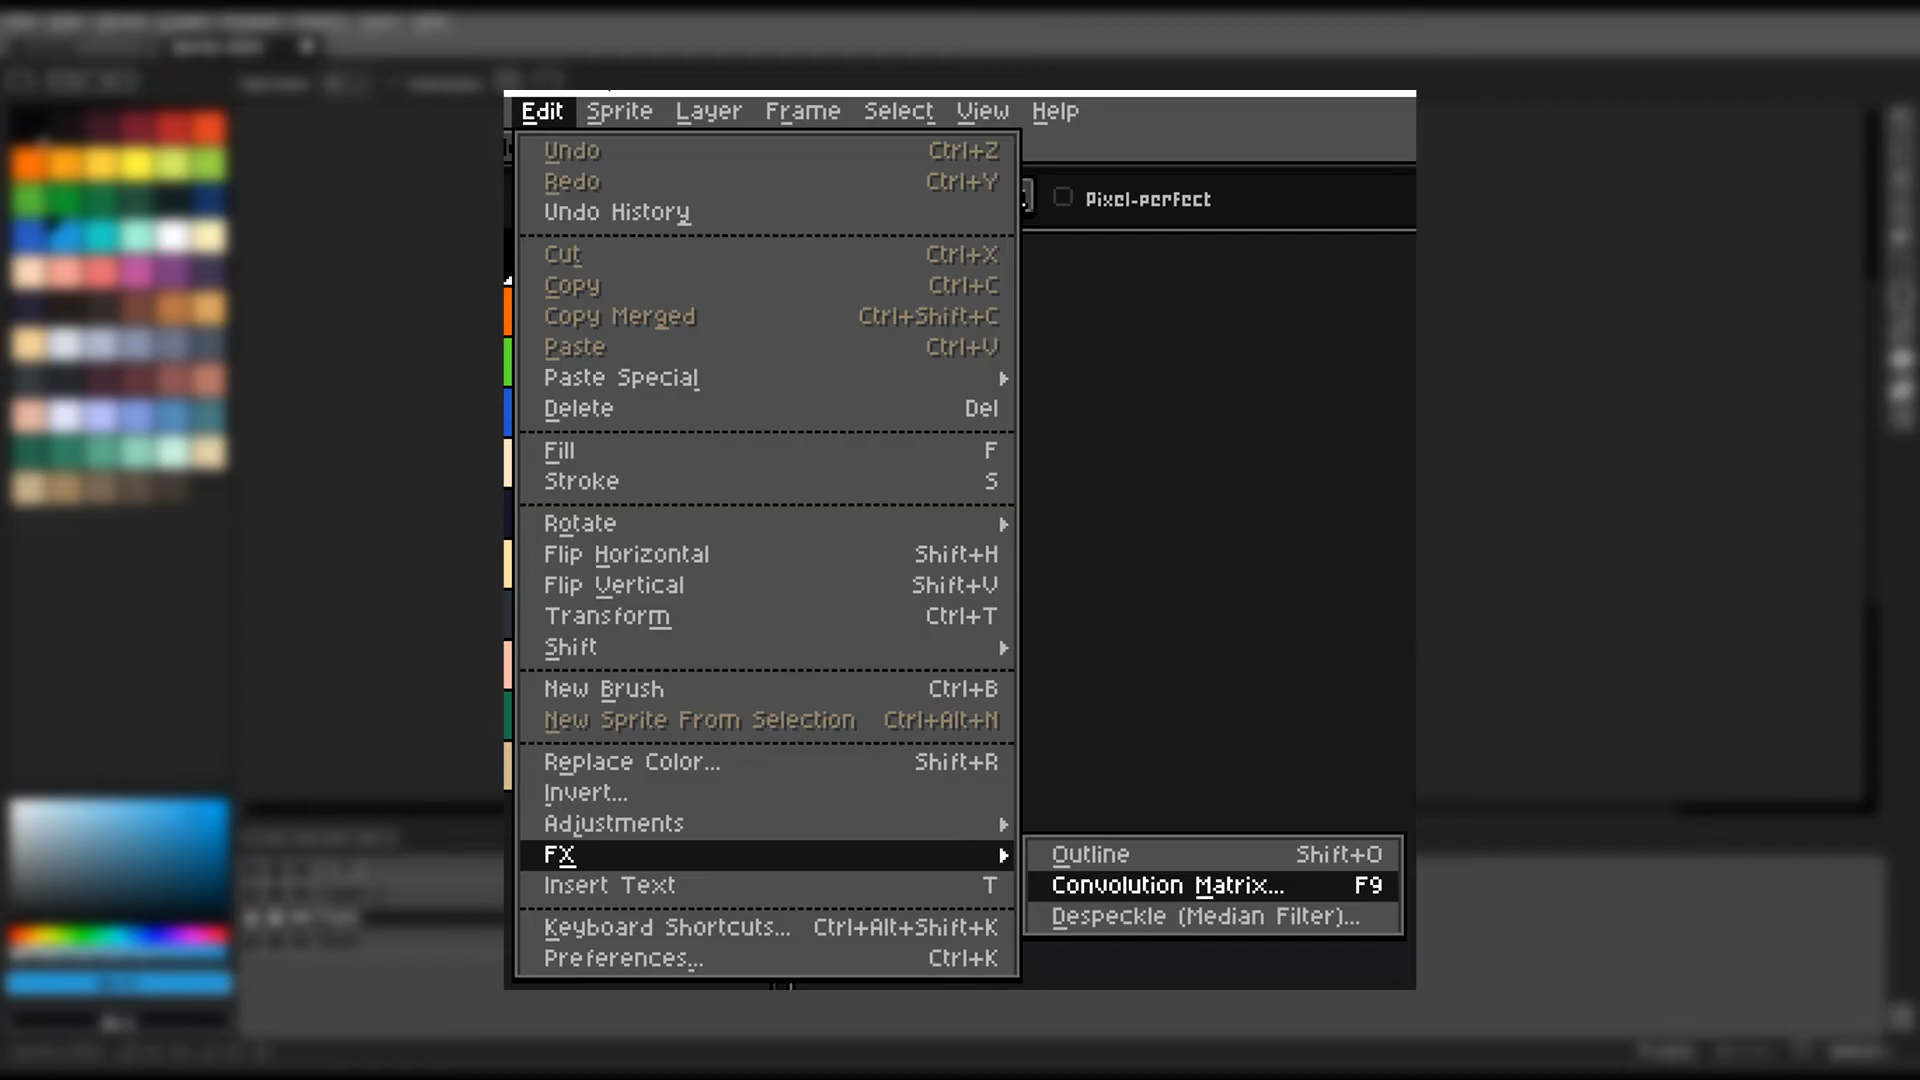 Edit Sprite Layer Frame Select View Help
Undo Ctrl+Z
Redo Ctrl+Y
Undo History
Pixel-perfect
Cut Ctrl+X
Copy Ctrl+C
Copy Merged Ctrl+Shift+C
Paste Ctrl+V
Paste Special
Delete Del
Fill F
Stroke S
Rotate
Flip Horizontal Shift+H
Flip Vertical Shift+V
Transform Ctrl+T
Shift
New Brush Ctrl+B
New Sprite From Selection Ctrl+Alt+N
Replace Color... Shift+R
Invert...
Adjustments
FX
Insert Text T
Keyboard Shortcuts... Ctrl+Alt+Shift+K
Preferences... Ctrl+K
Outline Shift+O
Convolution Matrix... F9
Despeckle (Median Filter)...